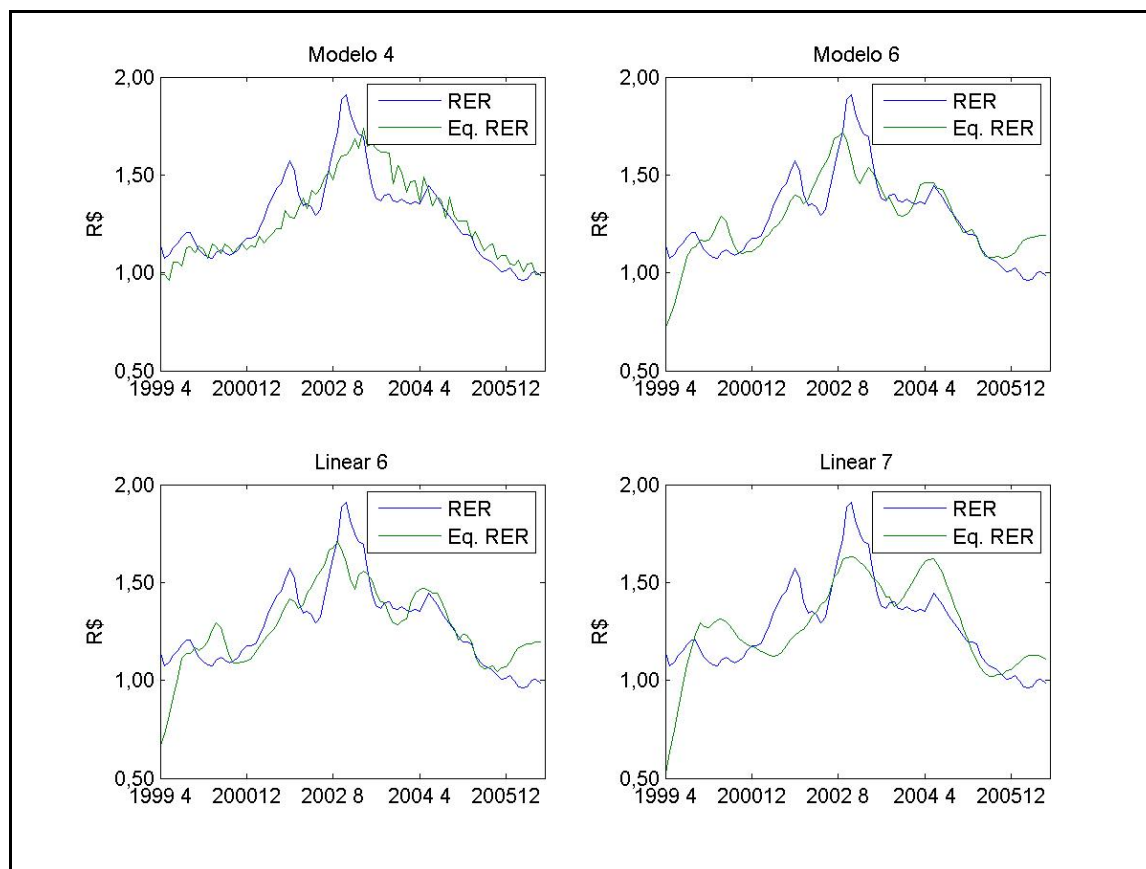 Modelo 4
2,00
1,50
1,00
0,50
R$
RER
Eq. RER
1999 4 200012 2002 8 2004 4 200512
Modelo 6
2,00
1,50
1,00
0,50
R$
RER
Eq. RER
1999 4 200012 2002 8 2004 4 200512
Linear 6
2,00
1,50
1,00
0,50
R$
RER
Eq. RER
1999 4 200012 2002 8 2004 4 200512
Linear 7
2,00
1,50
1,00
0,50
R$
RER
Eq. RER
1999 4 200012 2002 8 2004 4 200512